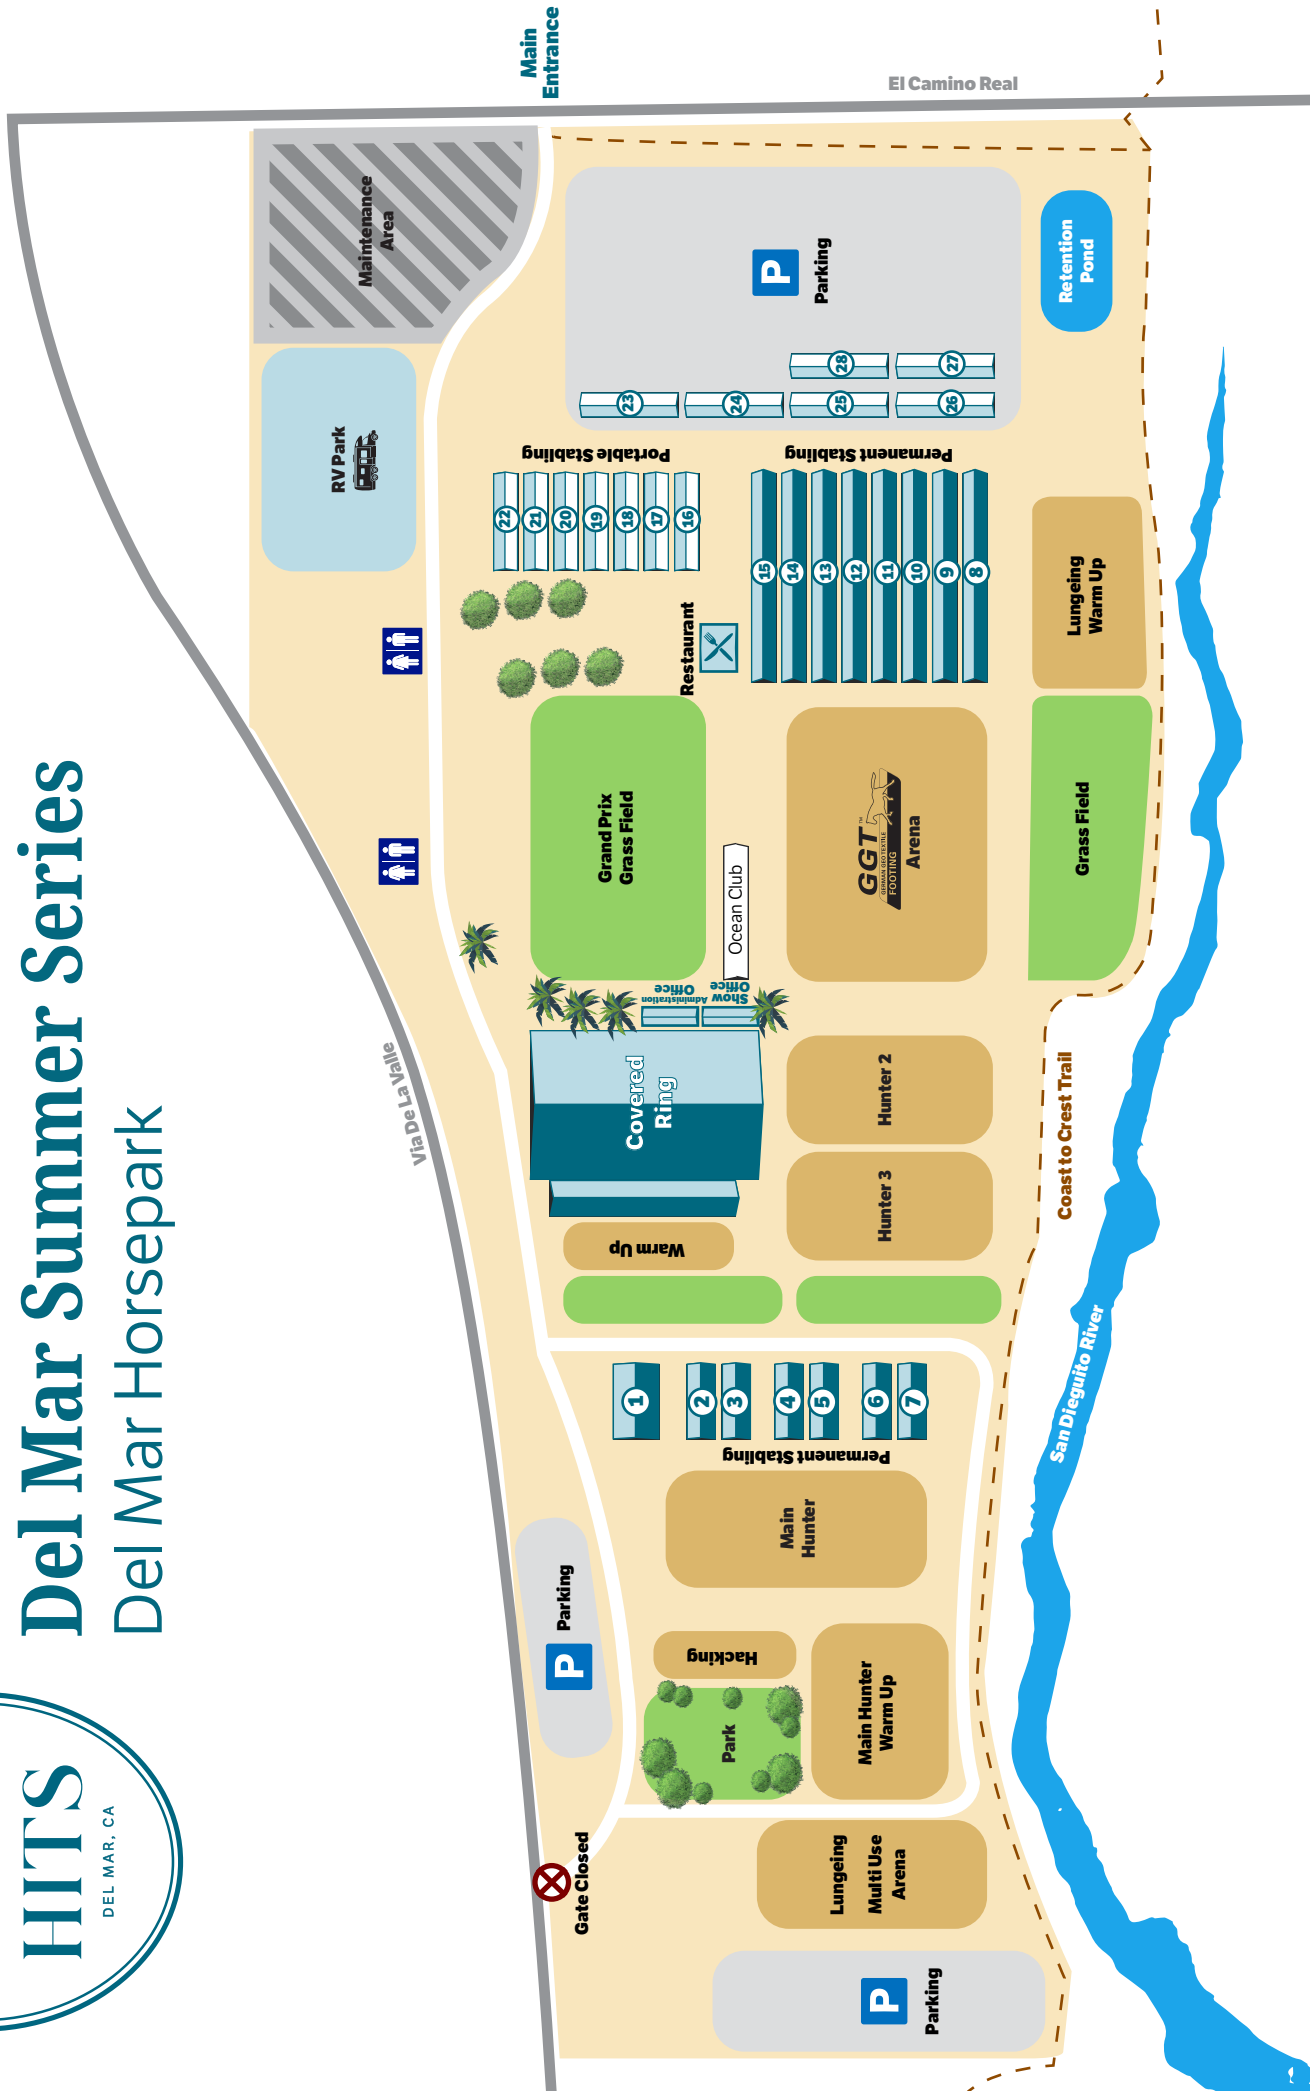 HITS
DEL MAR, CA
Del Mar Summer Series
Del Mar Horsepark
Via De La Valle
El Camino Real
Main
Entrance
Maintenance
Area
RV Park
P
Parking
Retention
Pond
23
24
25
26
28
27
Portable Stabling
22
21
20
19
18
17
16
Permanent Stabling
15
14
13
12
11
10
9
8
Restaurant
Lungeing
Warm Up
Grand Prix
Grass Field
Ocean Club
GGT™
GERMAN GEO TEXTILE
FOOTING
Arena
Grass Field
Administration
Office
Show
Office
Covered
Ring
Hunter 2
Hunter 3
Warm Up
Coast to Crest Trail
San Dieguito River
1
2
3
4
5
6
7
Permanent Stabling
Main
Hunter
P
Parking
Hacking
Park
Main Hunter
Warm Up
Gate Closed
Lungeing
Multi Use
Arena
P
Parking